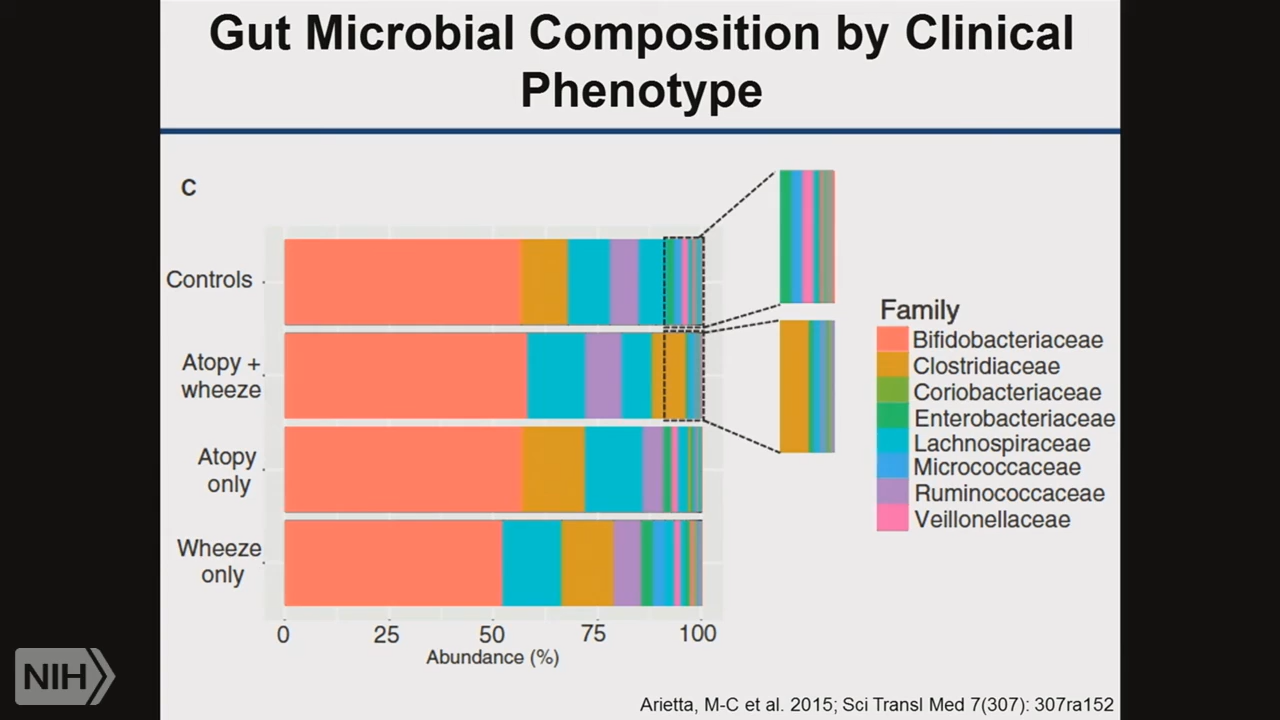 Gut Microbial Composition by Clinical
Phenotype
C
Controls
Atopy +
wheeze
Atopy
only
Wheeze
only
0 25 50 75 100
Abundance (%)
Family
Bifidobacteriaceae
Clostridiaceae
Coriobacteriaceae
Enterobacteriaceae
Lachnospiraceae
Micrococcaceae
Ruminococcaceae
Veillonellaceae
NIH
Arietta, M-C et al. 2015; Sci Transl Med 7(307): 307ra152